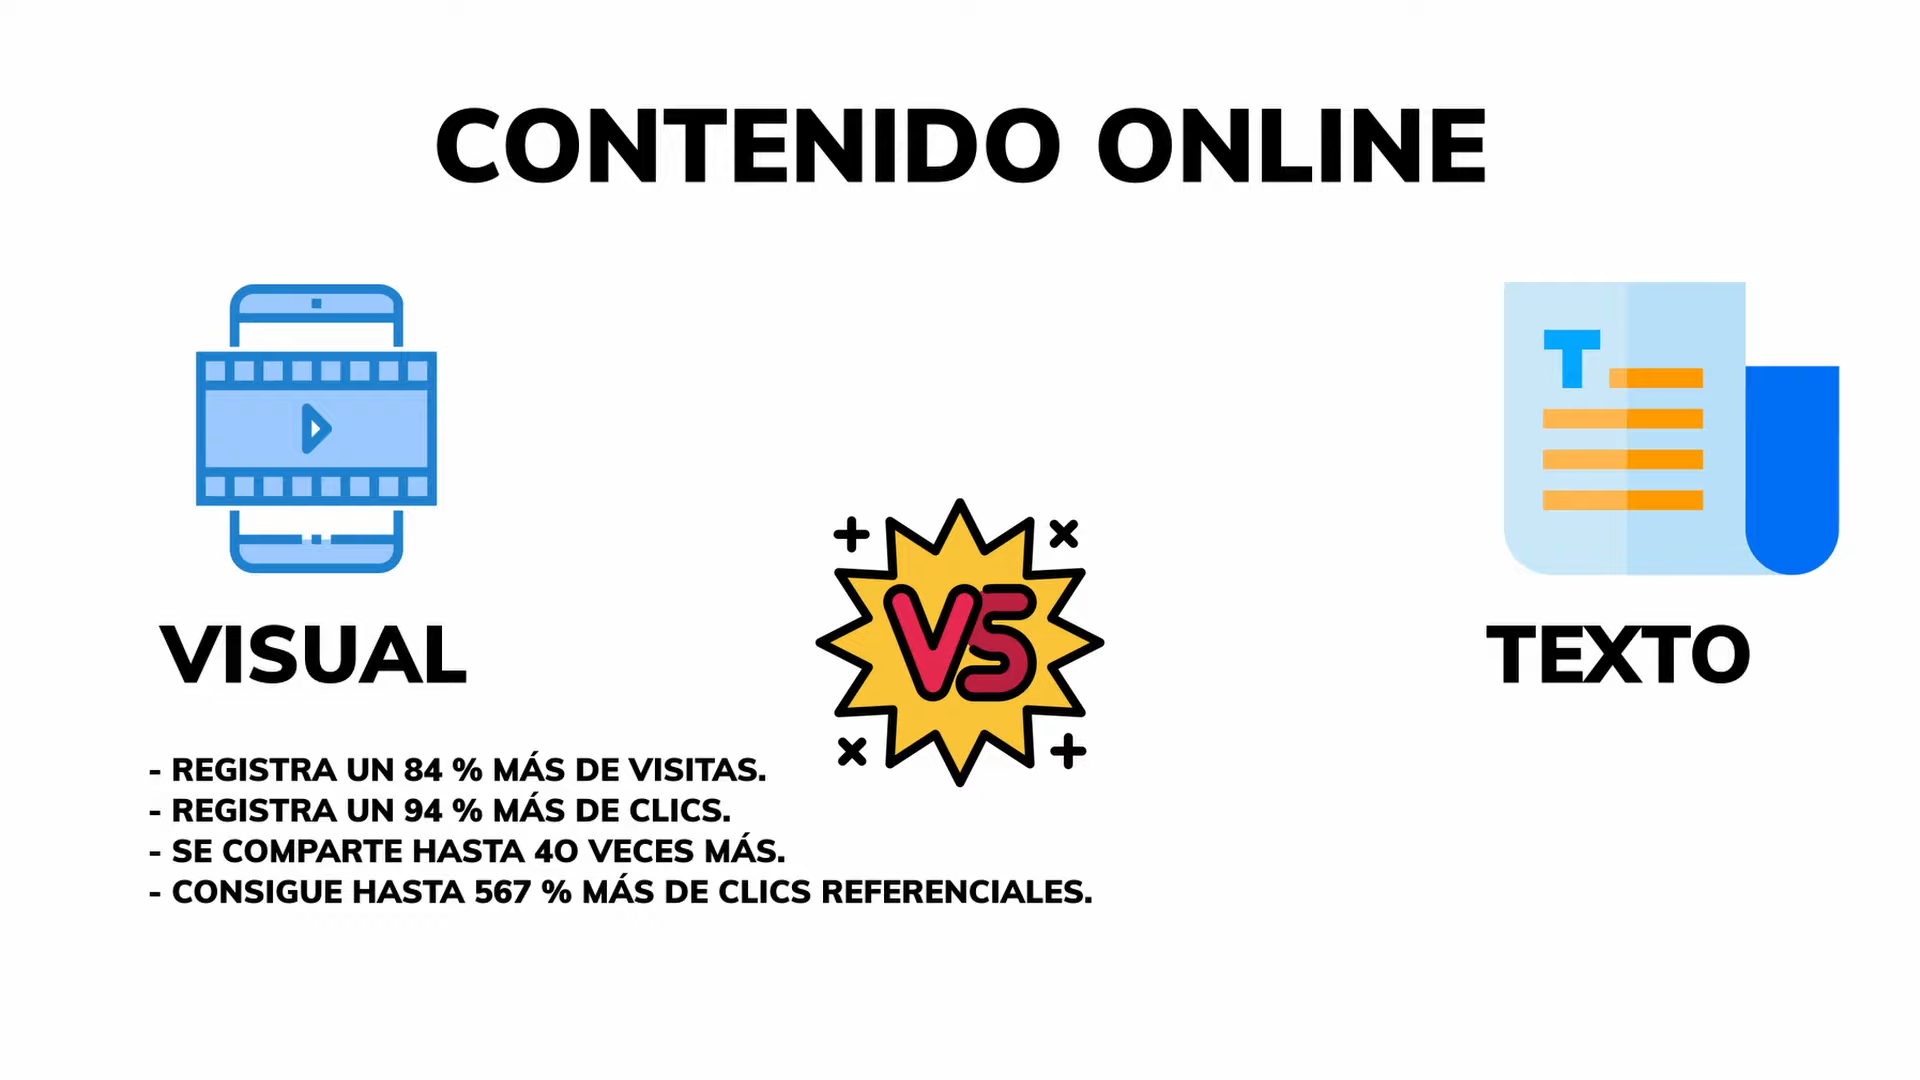 CONTENIDO ONLINE
T
VISUAL
VS
TEXTO
- REGISTRA UN 84 % MÁS DE VISITAS.
- REGISTRA UN 94 % MÁS DE CLICS.
- SE COMPARTE HASTA 40 VECES MÁS.
- CONSIGUE HASTA 567 % MÁS DE CLICS REFERENCIALES.